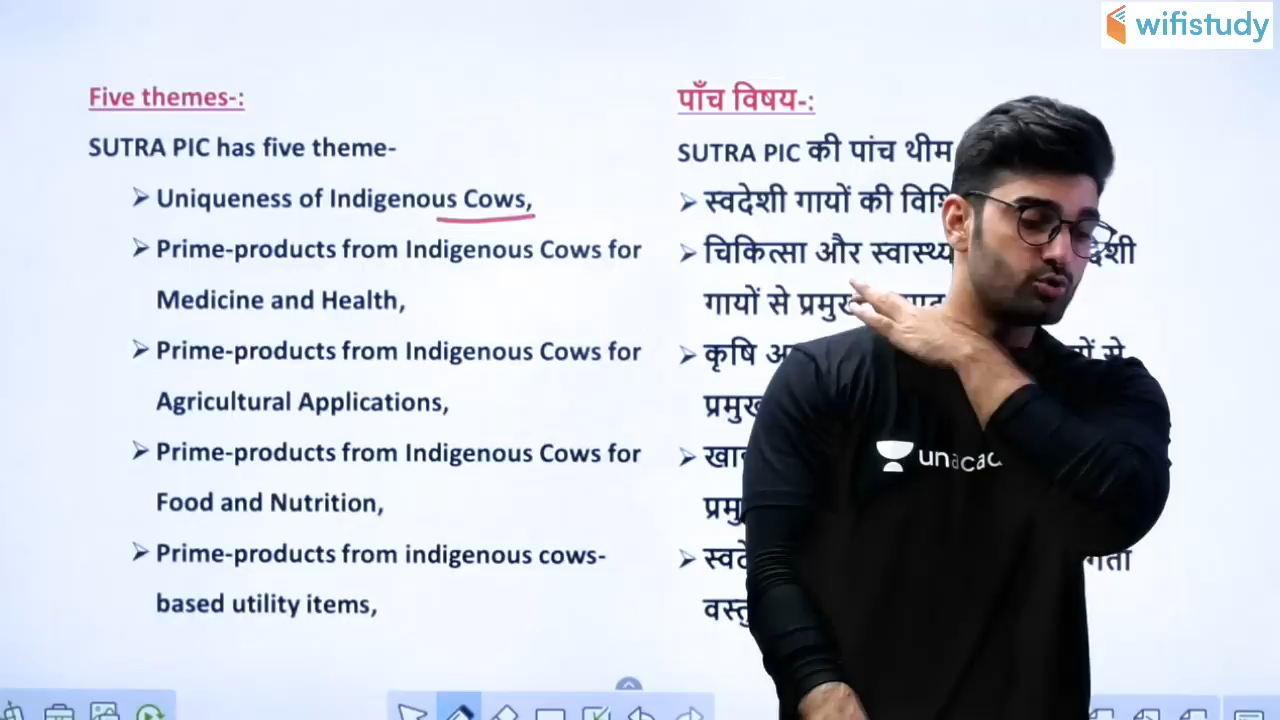 wifistudy
Five themes-:
SUTRA PIC has five theme-
Uniqueness of Indigenous Cows,
Prime-products from Indigenous Cows for
Medicine and Health,
Prime-products from Indigenous Cows for
Agricultural Applications,
Prime-products from Indigenous Cows for
Food and Nutrition,
Prime-products from indigenous cows-
based utility items,
पाँच विषय-:
SUTRA PIC की पांच थीम
स्वदेशी गायों की
चिकित्सा और स्वास्थ्य
गायों से
कृषि